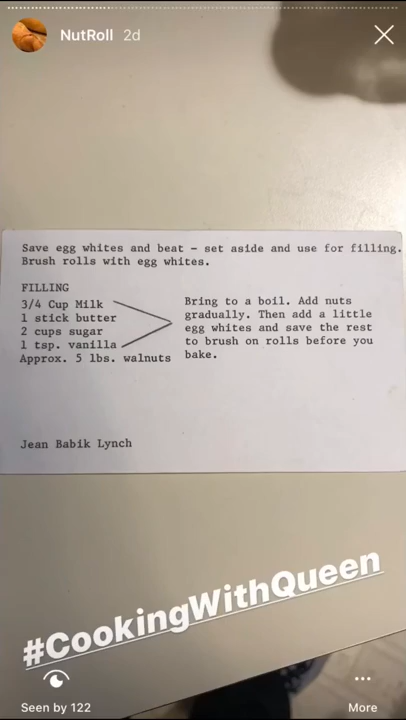 NutRoll 2d
Save egg whites and beat - set aside and use for filling.
Brush rolls with egg whites.
FILLING
3/4 Cup Milk
1 stick butter
2 cups sugar
1 tsp. vanilla
Approx. 5 lbs. walnuts
Bring to a boil. Add nuts
gradually. Then add a little
egg whites and save the rest
to brush on rolls before you
bake.
Jean Babik Lynch
#CookingWithQueen
Seen by 122
More